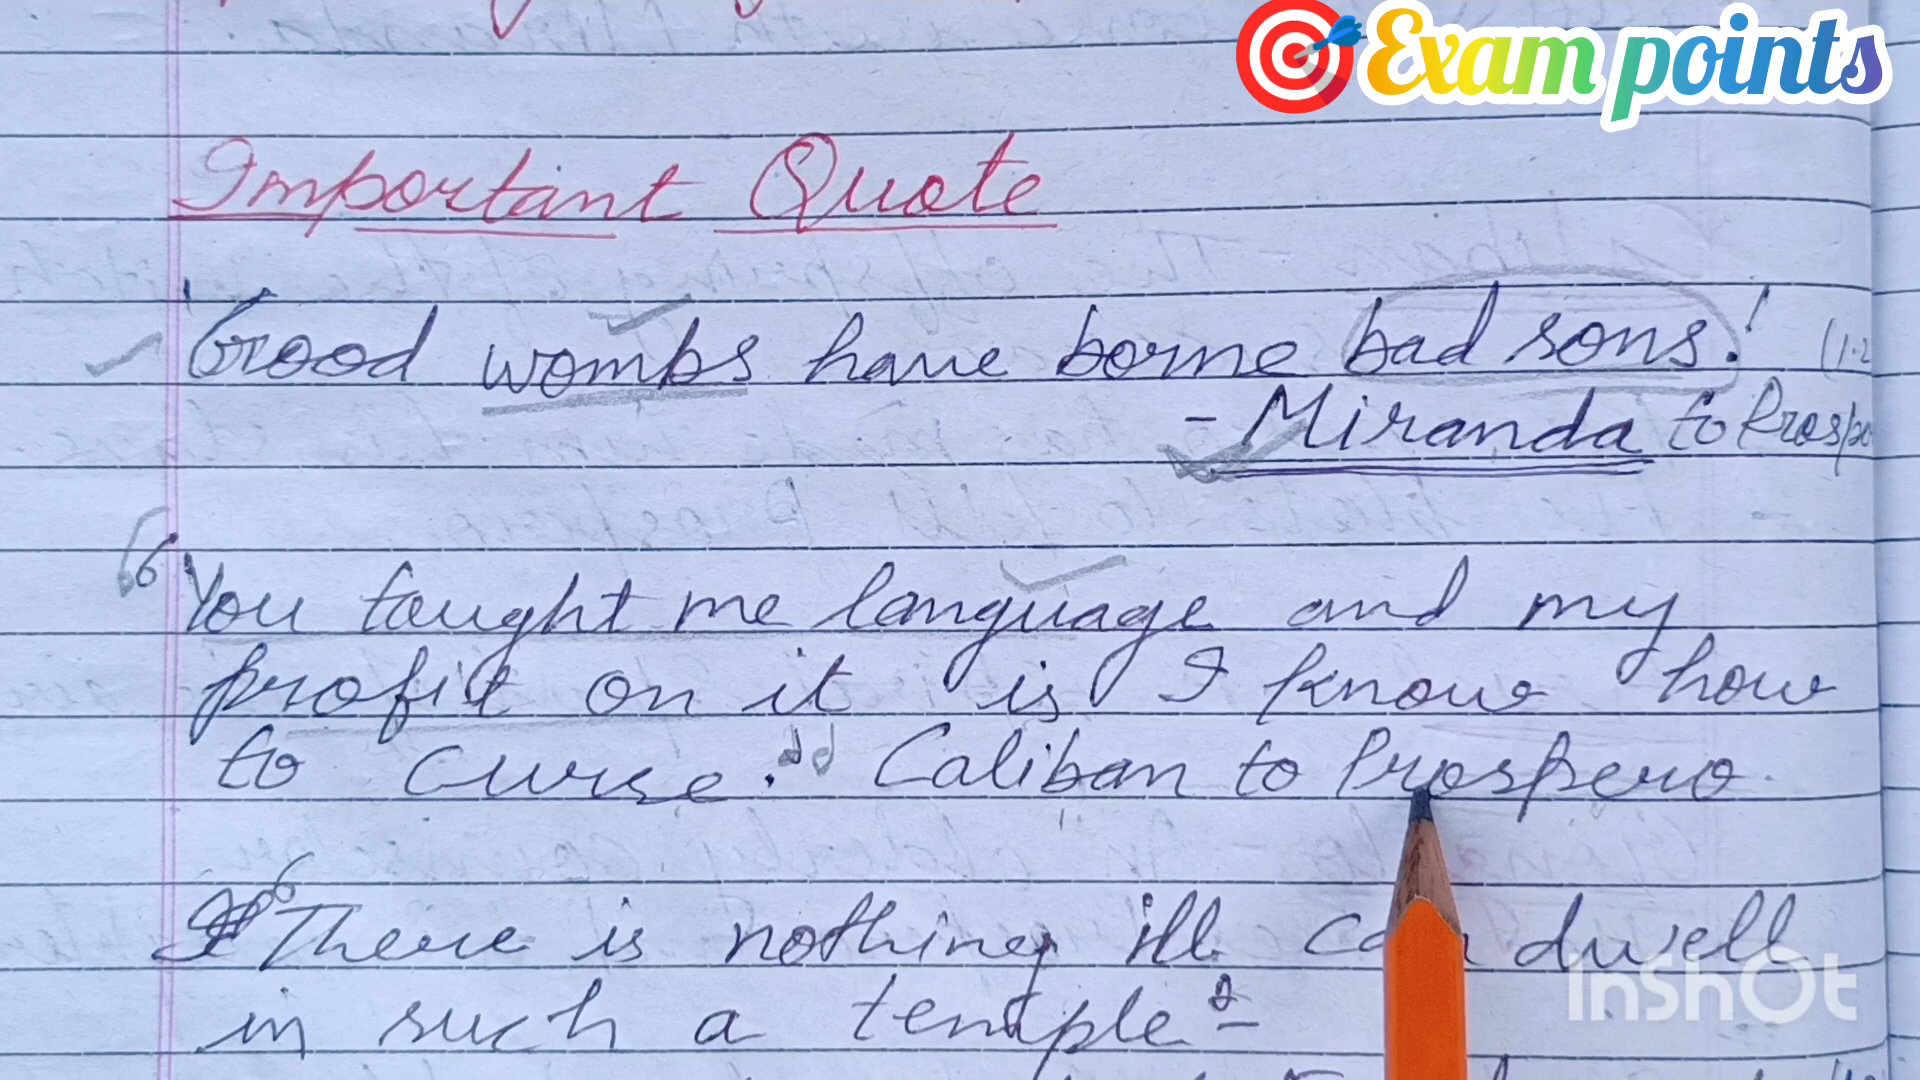 Exam points
Important Quote
'Good wombs have borne bad sons! (1.2
- Miranda to Prospe
"You taught me language and my
profit on it is I know how
to curse." Caliban to Prospero.
"There is nothing ill can dwell
in such a temple" -
InShOt